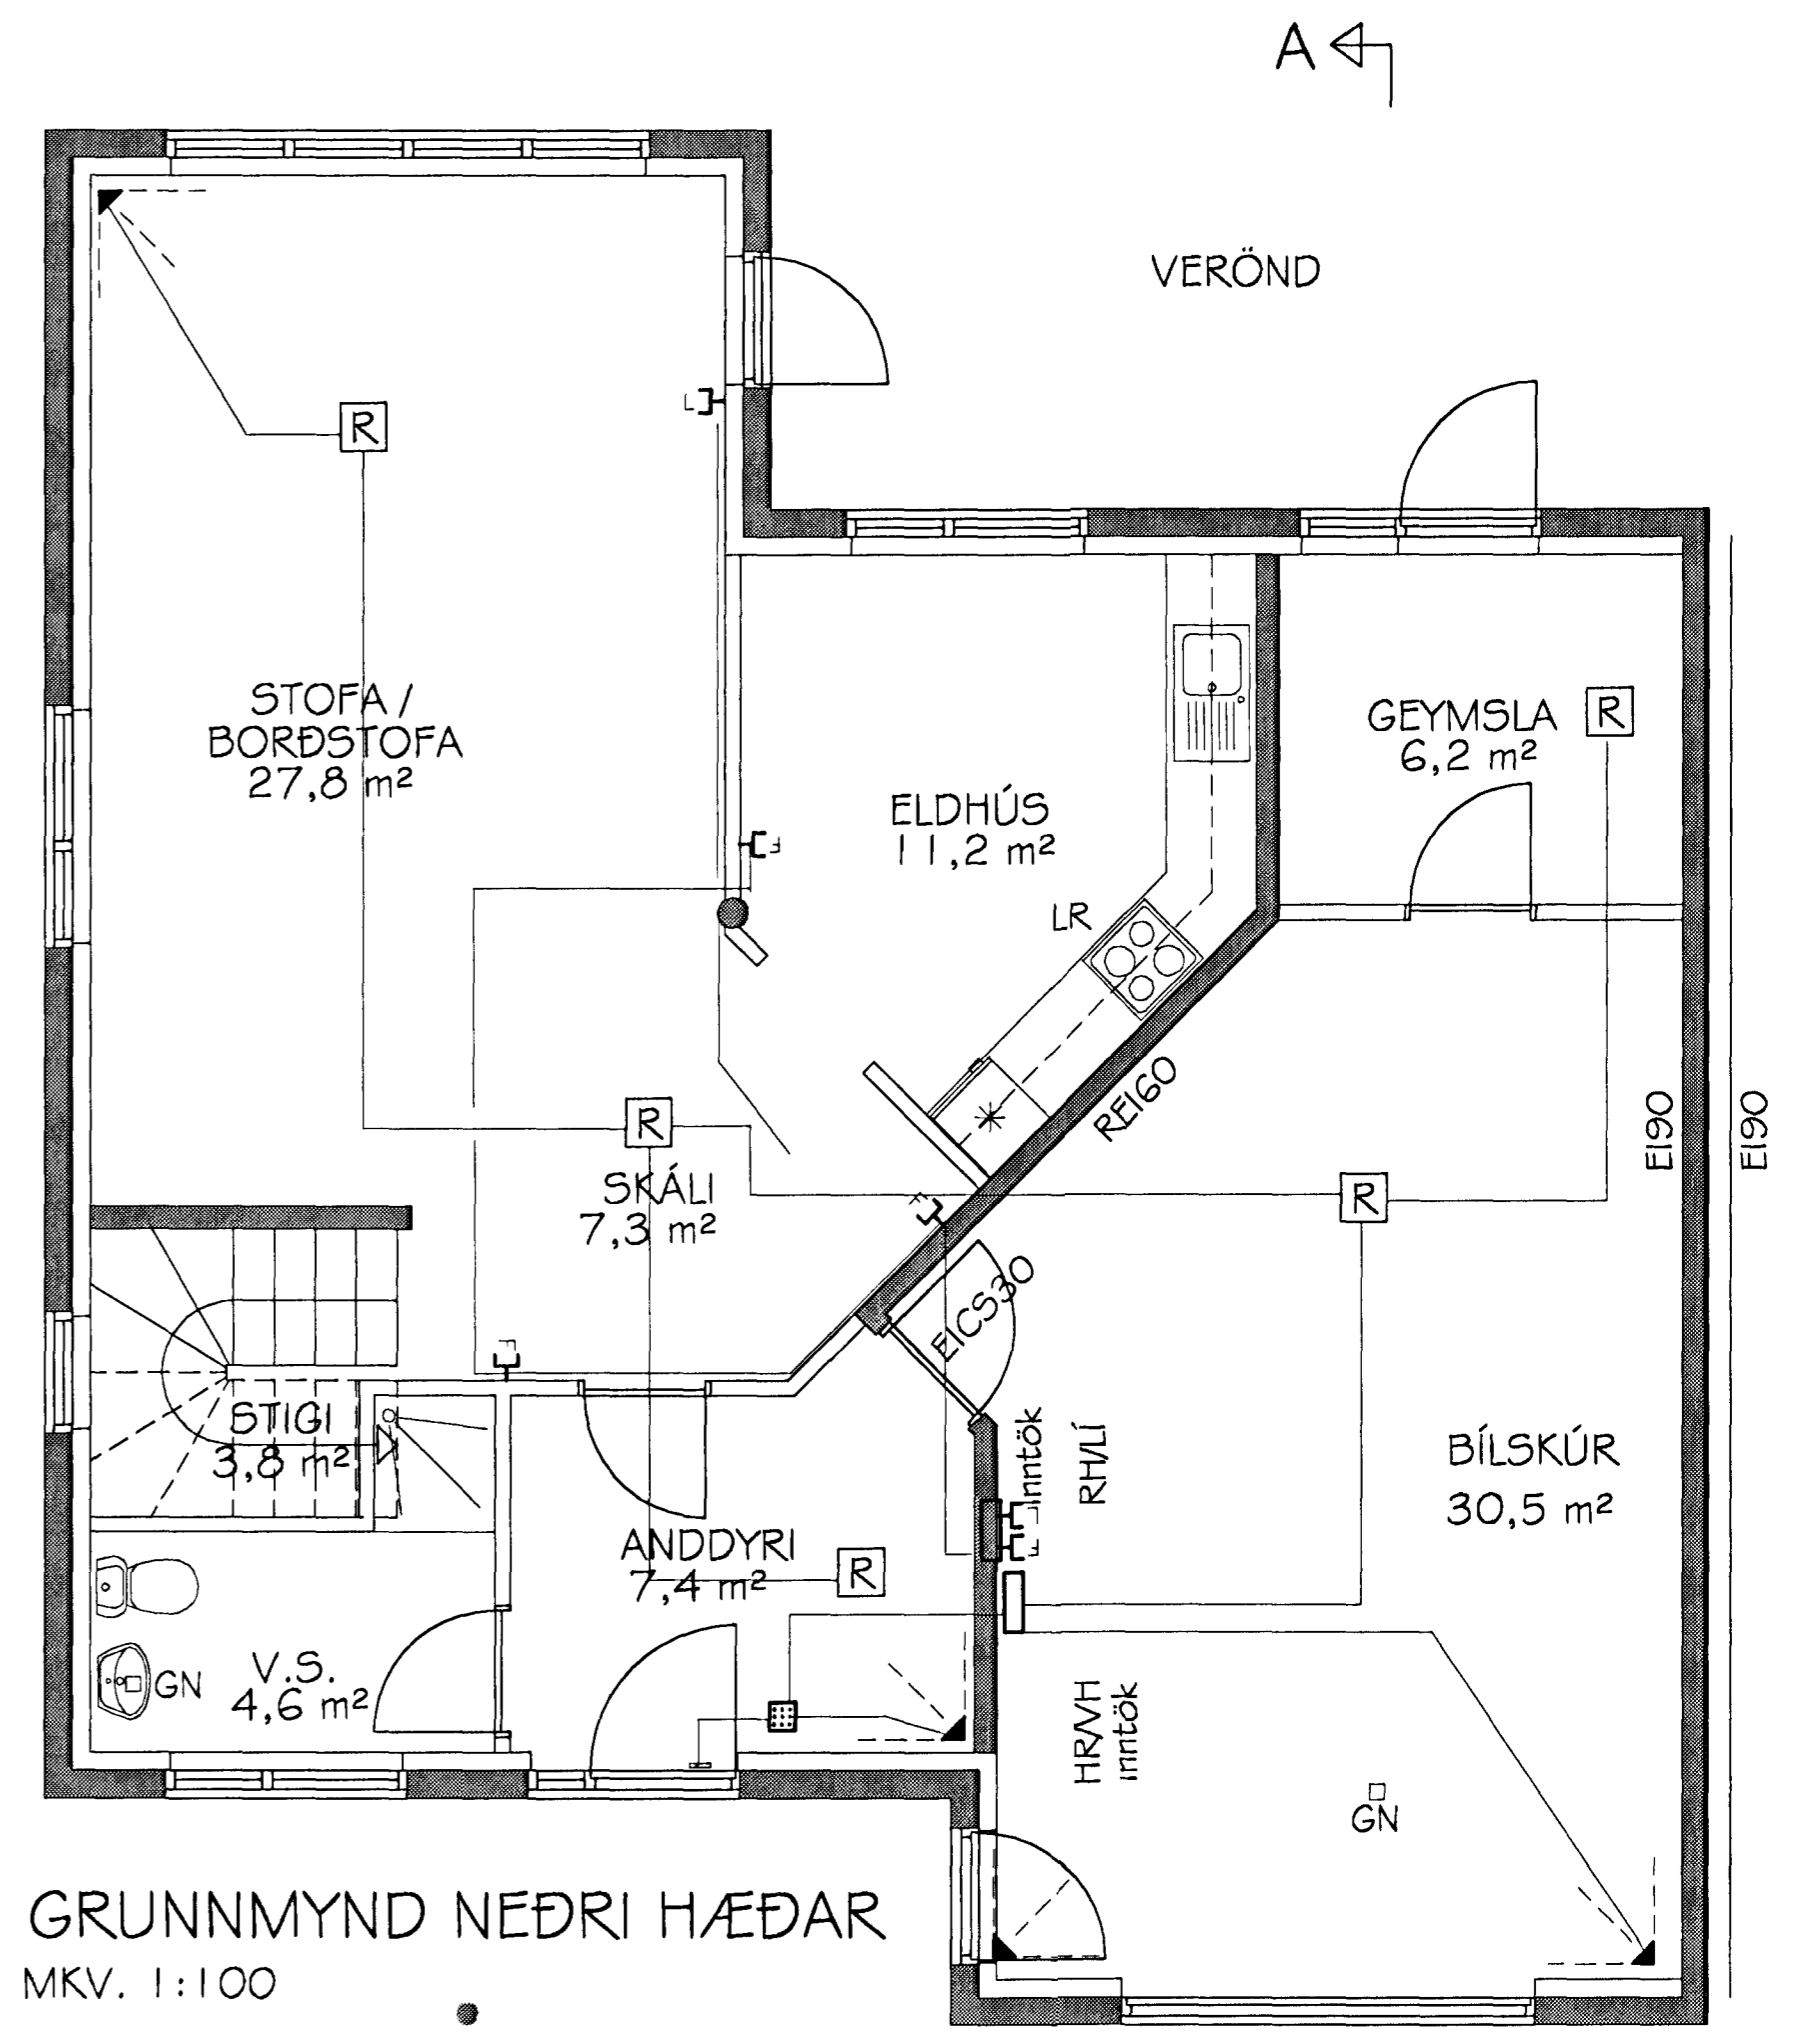 A
VERÖND
R
STOFA /
BORÐSTOFA
27,8 m²
GEYMSLA
6,2 m²
R
ELDHÚS
11,2 m²
LR
REI60
EI90
EI90
R
SKÁLI
7,3 m²
R
EICS30
STIGI
3,8 m²
inntök
RH/LÍ
BÍLSKÚR
30,5 m²
ANDDYRI
7,4 m²
R
V.S.
4,6 m²
GN
HR/VH
inntök
GN
GRUNNMYND NEÐRI HÆÐAR
MKV. 1:100